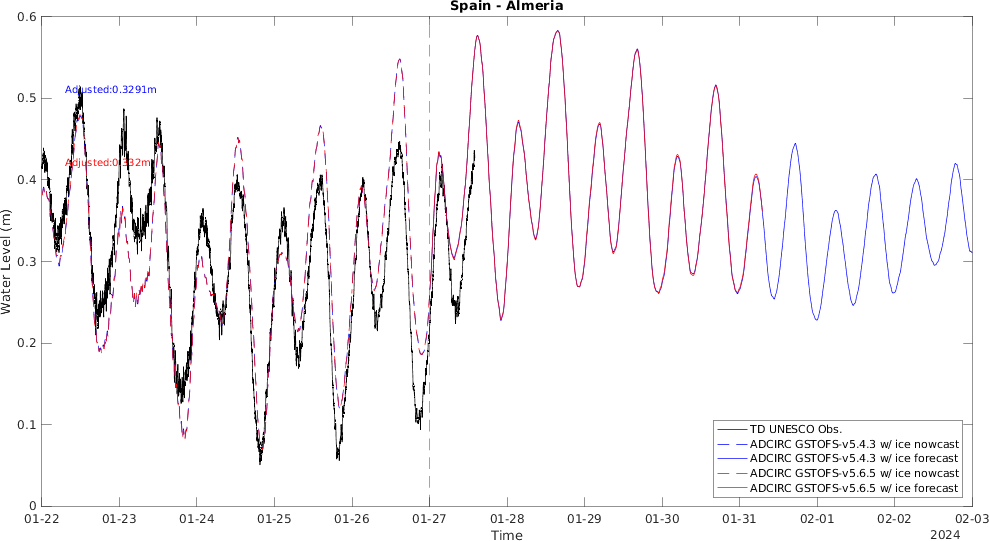 Spain - Almeria
0.6
0.5
0.4
0.3
0.2
0.1
0
Water Level (m)
Adjusted:0.3291m
Adjusted:0.332m
TD UNESCO Obs.
ADCIRC GSTOFS-v5.4.3 w/ ice nowcast
ADCIRC GSTOFS-v5.4.3 w/ ice forecast
ADCIRC GSTOFS-v5.6.5 w/ ice nowcast
ADCIRC GSTOFS-v5.6.5 w/ ice forecast
01-22 01-23 01-24 01-25 01-26 01-27 01-28 01-29 01-30 01-31 02-01 02-02 02-03
Time
2024